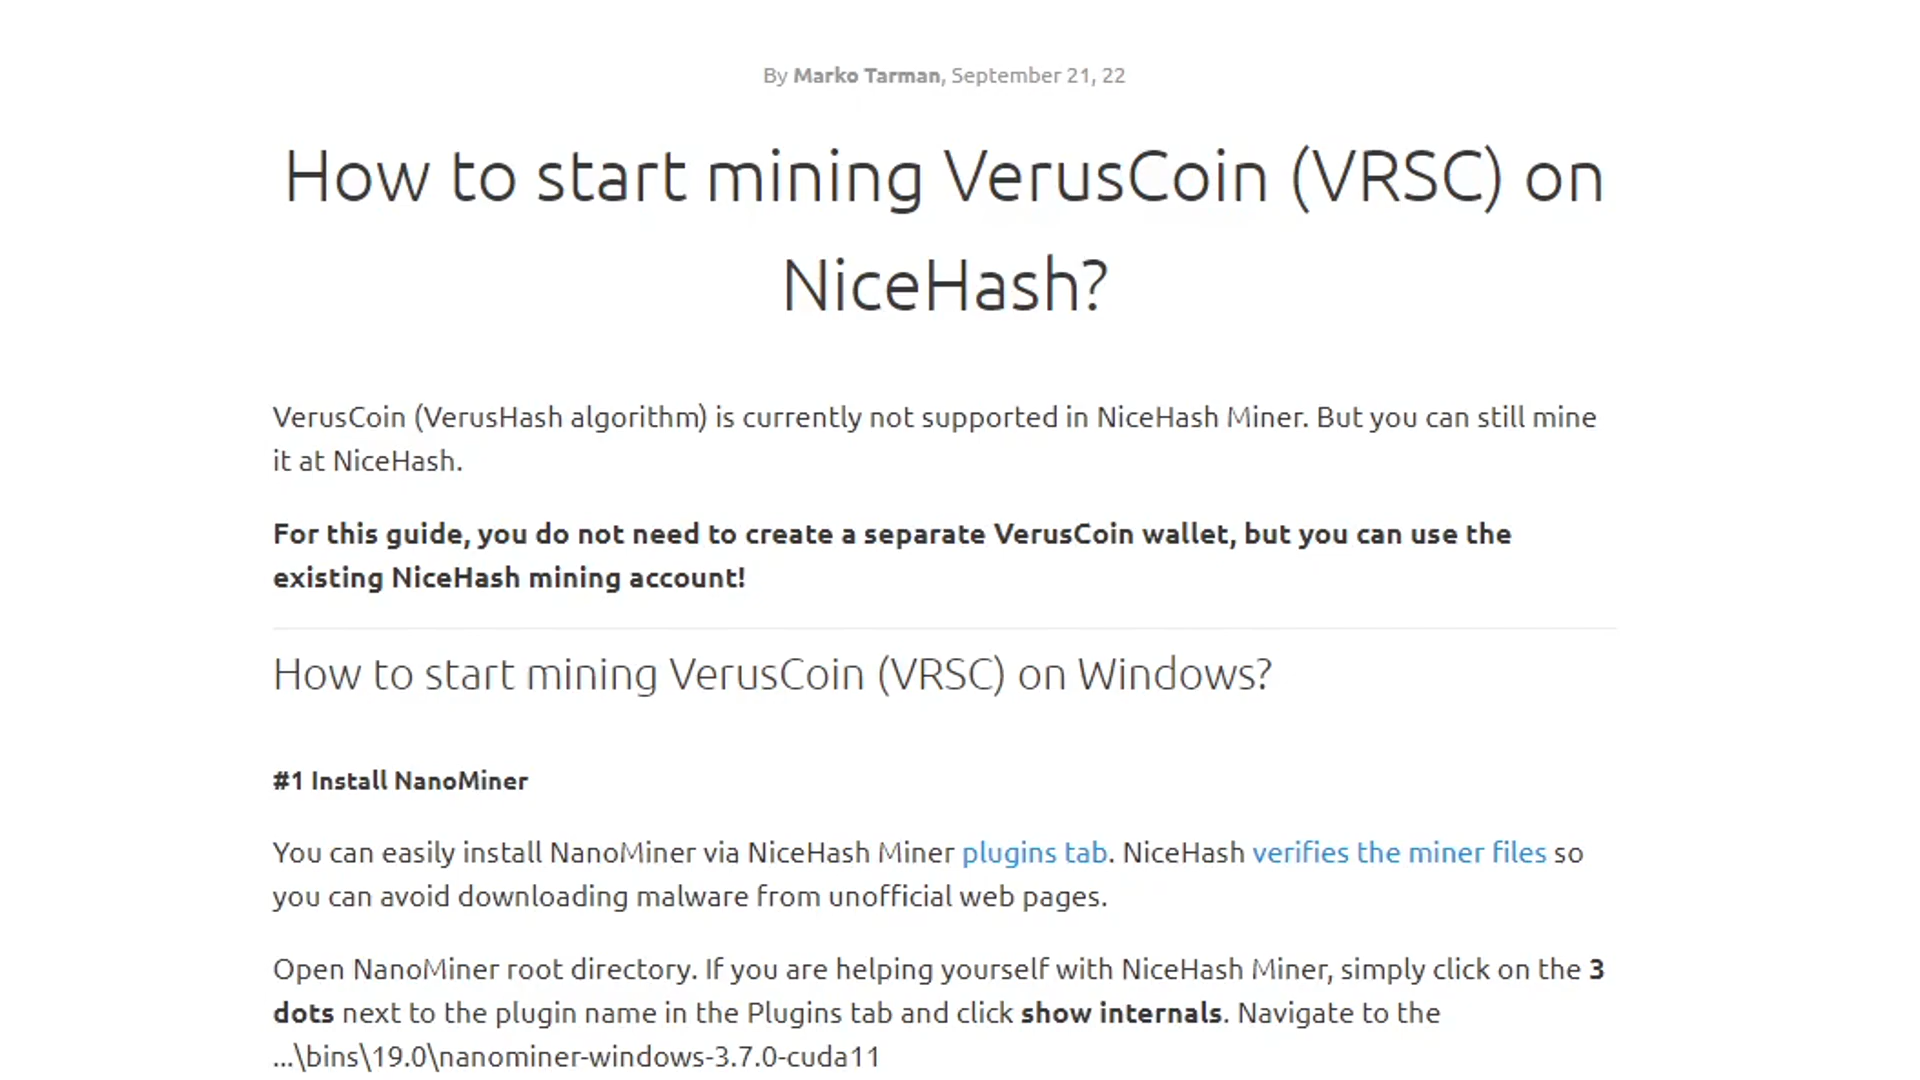 By Marko Tarman, September 21, 22
How to start mining VerusCoin (VRSC) on
NiceHash?
VerusCoin (VerusHash algorithm) is currently not supported in NiceHash Miner. But you can still mine
it at NiceHash.
For this guide, you do not need to create a separate VerusCoin wallet, but you can use the
existing NiceHash mining account!
How to start mining VerusCoin (VRSC) on Windows?
#1 Install NanoMiner
You can easily install NanoMiner via NiceHash Miner plugins tab. NiceHash verifies the miner files so
you can avoid downloading malware from unofficial web pages.
Open NanoMiner root directory. If you are helping yourself with NiceHash Miner, simply click on the 3
dots next to the plugin name in the Plugins tab and click show internals. Navigate to the
...\bins\19.0\nanominer-windows-3.7.0-cuda11